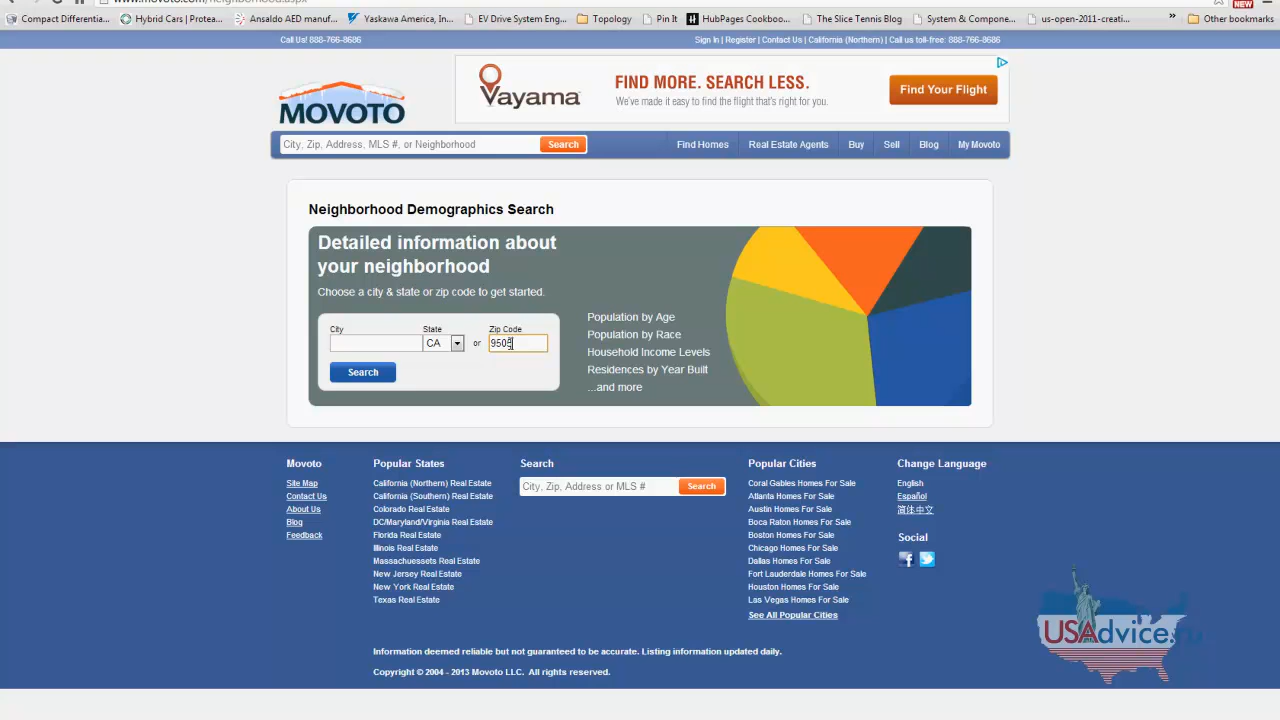 Compact Differentia... Hybrid Cars | Protea... Ansaldo AED manuf... Yaskawa America, In... EV Drive System Eng... Topology Pin It HubPages Cookboo... The Slice Tennis Blog System & Compone... us-open-2011-creati... » Other bookmarks
NEW
Call Us! 888-766-8686
Sign In | Register | Contact Us | California (Northern) | Call us toll-free: 888-766-8686
MOVOTO
Vayama
FIND MORE. SEARCH LESS.
We've made it easy to find the flight that's right for you.
Find Your Flight
City, Zip, Address, MLS #, or Neighborhood Search
Find Homes Real Estate Agents Buy Sell Blog My Movoto
Neighborhood Demographics Search
Detailed information about
your neighborhood
Choose a city & state or zip code to get started.
City State Zip Code
CA or 9505
Search
Population by Age
Population by Race
Household Income Levels
Residences by Year Built
...and more
Movoto
Site Map
Contact Us
About Us
Blog
Feedback
Popular States
California (Northern) Real Estate
California (Southern) Real Estate
Colorado Real Estate
DC/Maryland/Virginia Real Estate
Florida Real Estate
Illinois Real Estate
Massachusetts Real Estate
New Jersey Real Estate
New York Real Estate
Texas Real Estate
Search
City, Zip, Address or MLS # Search
Popular Cities
Coral Gables Homes For Sale
Atlanta Homes For Sale
Austin Homes For Sale
Boca Raton Homes For Sale
Boston Homes For Sale
Chicago Homes For Sale
Dallas Homes For Sale
Fort Lauderdale Homes For Sale
Houston Homes For Sale
Las Vegas Homes For Sale
See All Popular Cities
Change Language
English
Español
简体中文
Social
USAdvice.ru
Information deemed reliable but not guaranteed to be accurate. Listing information updated daily.
Copyright © 2004 - 2013 Movoto LLC. All rights reserved.